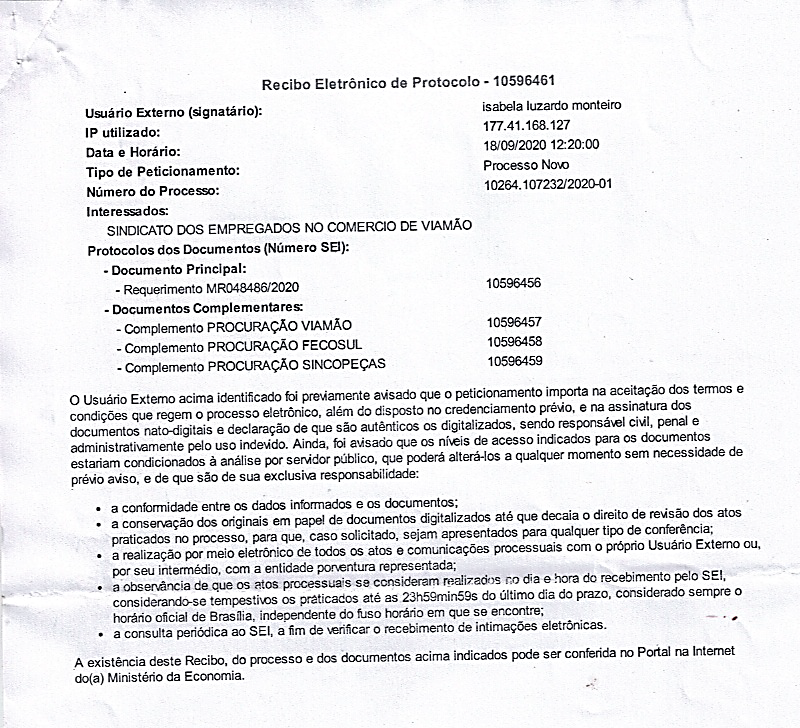 Recibo Eletrônico de Protocolo - 10596461
Usuário Externo (signatário): isabela luzardo monteiro
IP utilizado: 177.41.168.127
Data e Horário: 18/09/2020 12:20:00
Tipo de Peticionamento: Processo Novo
Número do Processo: 10264.107232/2020-01
Interessados:
SINDICATO DOS EMPREGADOS NO COMERCIO DE VIAMÃO
Protocolos dos Documentos (Número SEI):
- Documento Principal:
- Requerimento MR048486/2020 10596456
- Documentos Complementares:
- Complemento PROCURAÇÃO VIAMÃO 10596457
- Complemento PROCURAÇÃO FECOSUL 10596458
- Complemento PROCURAÇÃO SINCOPEÇAS 10596459
O Usuário Externo acima identificado foi previamente avisado que o peticionamento importa na aceitação dos termos e
condições que regem o processo eletrônico, além do disposto no credenciamento prévio, e na assinatura dos
documentos nato-digitais e declaração de que são autênticos os digitalizados, sendo responsável civil, penal e
administrativamente pelo uso indevido. Ainda, foi avisado que os níveis de acesso indicados para os documentos
estariam condicionados à análise por servidor público, que poderá alterá-los a qualquer momento sem necessidade de
prévio aviso, e de que são de sua exclusiva responsabilidade:
• a conformidade entre os dados informados e os documentos;
• a conservação dos originais em papel de documentos digitalizados até que decaia o direito de revisão dos atos
praticados no processo, para que, caso solicitado, sejam apresentados para qualquer tipo de conferência;
• a realização por meio eletrônico de todos os atos e comunicações processuais com o próprio Usuário Externo ou,
por seu intermédio, com a entidade porventura representada;
• a observância de que os atos processuais se consideram realizados no dia e hora do recebimento pelo SEI,
considerando-se tempestivos os praticados até as 23h59min59s do último dia do prazo, considerado sempre o
horário oficial de Brasília, independente do fuso horário em que se encontre;
• a consulta periódica ao SEI, a fim de verificar o recebimento de intimações eletrônicas.
A existência deste Recibo, do processo e dos documentos acima indicados pode ser conferida no Portal na Internet
do(a) Ministério da Economia.